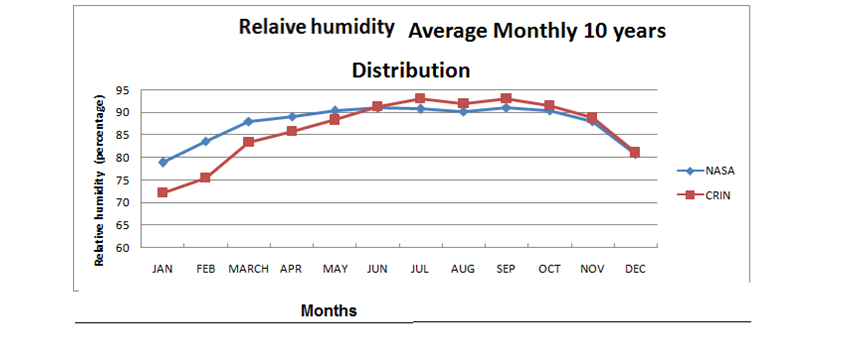 Relaive humidity Average Monthly 10 years
Distribution
Relative humidity (percentage)
95
90
85
80
75
70
65
60
JAN FEB MARCH APR MAY JUN JUL AUG SEP OCT NOV DEC
NASA
CRIN
Months